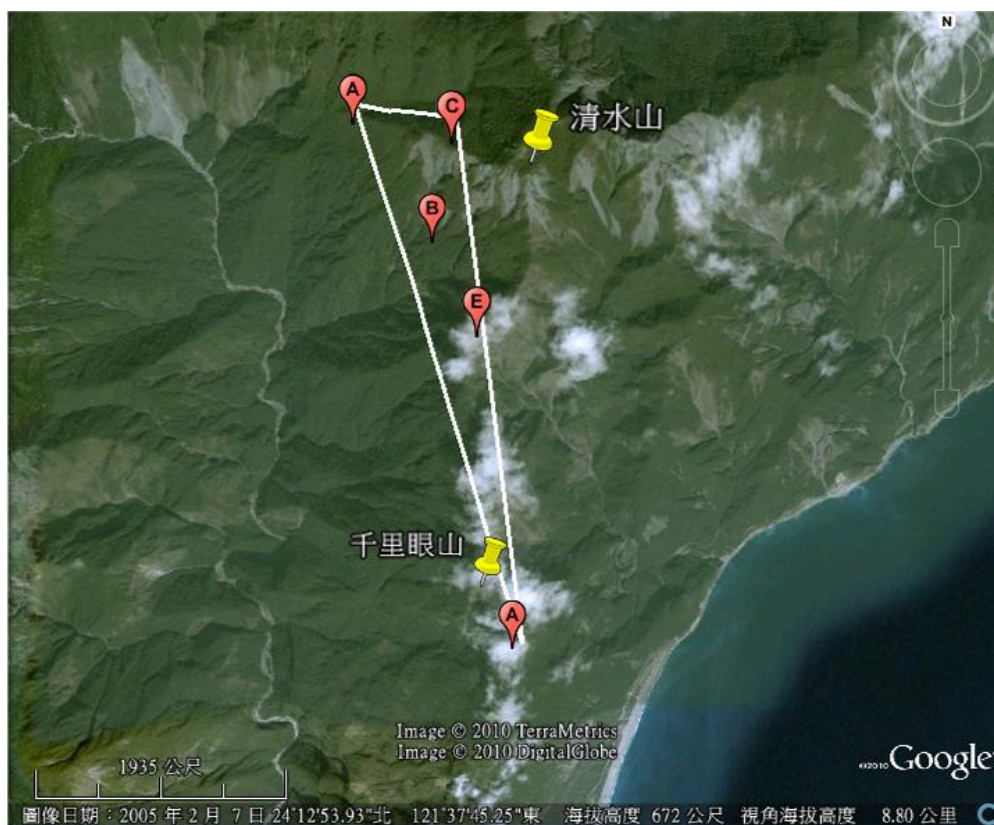 N
A
C
清水山
B
E
千里眼山
A
Image © 2010 TerraMetrics
Image © 2010 DigitalGlobe
1935 公尺
©2010 Google
圖像日期：2005 年 2 月 7 日 24°12'53.93"北 121°37'45.25"東 海拔高度 672 公尺 視角海拔高度 8.80 公里